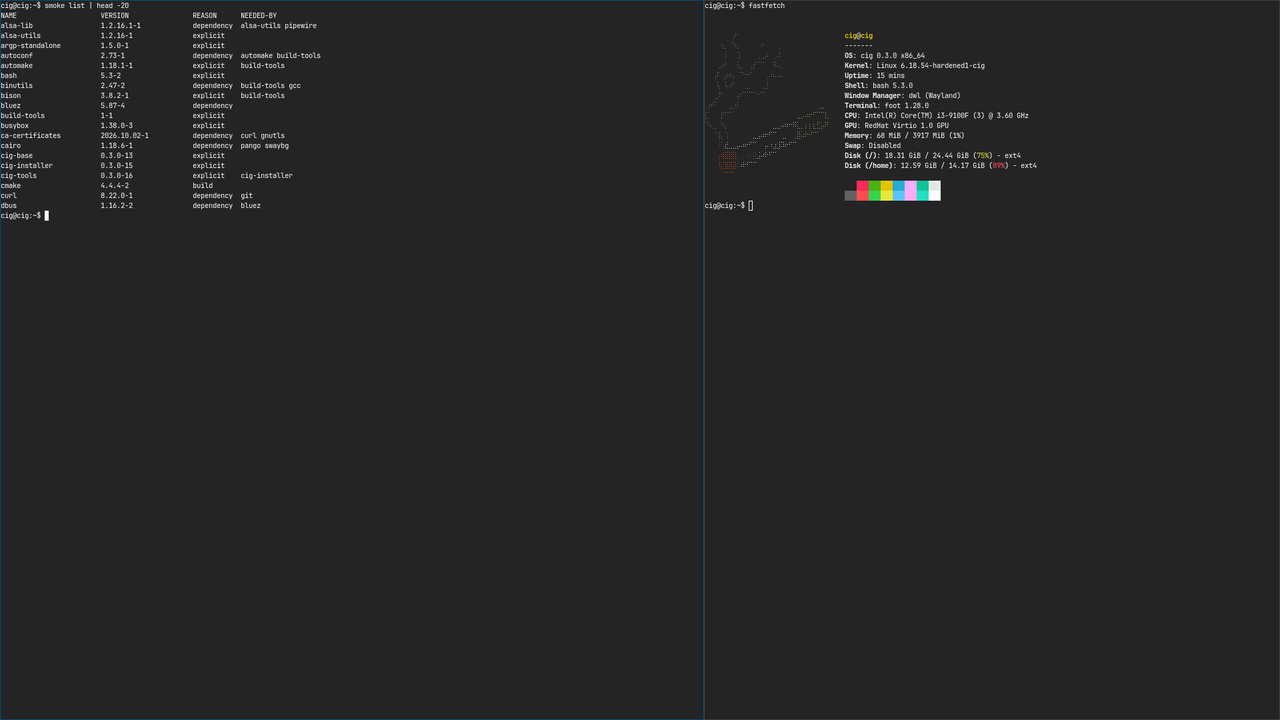 cig@cig:~$ smoke list | head -20
NAME VERSION REASON NEEDED-BY
alsa-lib 1.2.16.1-1 dependency alsa-utils pipewire
alsa-utils 1.2.16-1 explicit
argp-standalone 1.5.0-1 explicit
autoconf 2.73-1 dependency automake build-tools
automake 1.18.1-1 explicit build-tools
bash 5.3-2 explicit
binutils 2.47-2 dependency build-tools gcc
bison 3.8.2-1 explicit build-tools
bluez 5.87-4 dependency
build-tools 1-1 explicit
busybox 1.38.0-3 explicit
ca-certificates 2026.10.02-1 dependency curl gnutls
cairo 1.18.6-1 dependency pango swaybg
cig-base 0.3.0-13 explicit
cig-installer 0.3.0-15 explicit
cig-tools 0.3.0-16 explicit cig-installer
cmake 4.4.4-2 build
curl 8.22.0-1 dependency git
dbus 1.16.2-2 dependency bluez
cig@cig:~$
cig@cig:~$ fastfetch
cig@cig
-------
OS: cig 0.3.0 x86_64
Kernel: Linux 6.18.54-hardened1-cig
Uptime: 15 mins
Shell: bash 5.3.0
Window Manager: dwl (Wayland)
Terminal: foot 1.28.0
CPU: Intel(R) Core(TM) i3-9100F (3) @ 3.60 GHz
GPU: RedHat Virtio 1.0 GPU
Memory: 68 MiB / 3917 MiB (1%)
Swap: Disabled
Disk (/): 18.31 GiB / 24.44 GiB (75%) - ext4
Disk (/home): 12.59 GiB / 14.17 GiB (89%) - ext4
cig@cig:~$